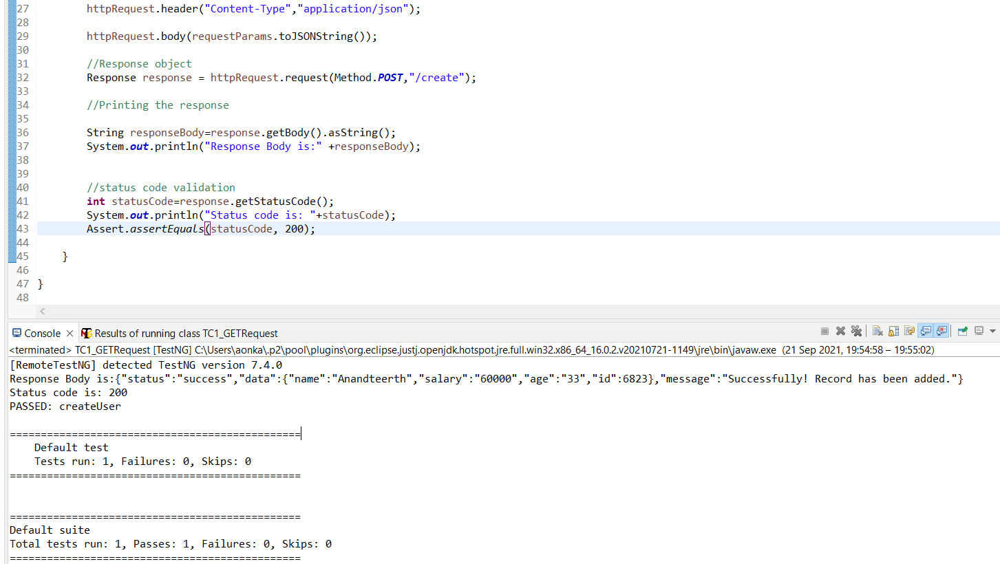 27 httpRequest.header("Content-Type","application/json");
28
29 httpRequest.body(requestParams.toJSONString());
30
31 //Response object
32 Response response = httpRequest.request(Method.POST,"/create");
33
34 //Printing the response
35
36 String responseBody=response.getBody().asString();
37 System.out.println("Response Body is:" +responseBody);
38
39
40 //status code validation
41 int statusCode=response.getStatusCode();
42 System.out.println("Status code is: "+statusCode);
43 Assert.assertEquals(statusCode, 200);
44
45 }
46
47 }
48
Console Results of running class TC1_GETRequest
<terminated> TC1_GETRequest [TestNG] C:\Users\aonka\.p2\pool\plugins\org.eclipse.justj.openjdk.hotspot.jre.full.win32.x86_64_16.0.2.v20210721-1149\jre\bin\javaw.exe (21 Sep 2021, 19:54:58 – 19:55:02)
[RemoteTestNG] detected TestNG version 7.4.0
Response Body is:{"status":"success","data":{"name":"Anandteerth","salary":"60000","age":"33","id":6823},"message":"Successfully! Record has been added."}
Status code is: 200
PASSED: createUser
===============================================
Default test
Tests run: 1, Failures: 0, Skips: 0
===============================================
===============================================
Default suite
Total tests run: 1, Passes: 1, Failures: 0, Skips: 0
===============================================